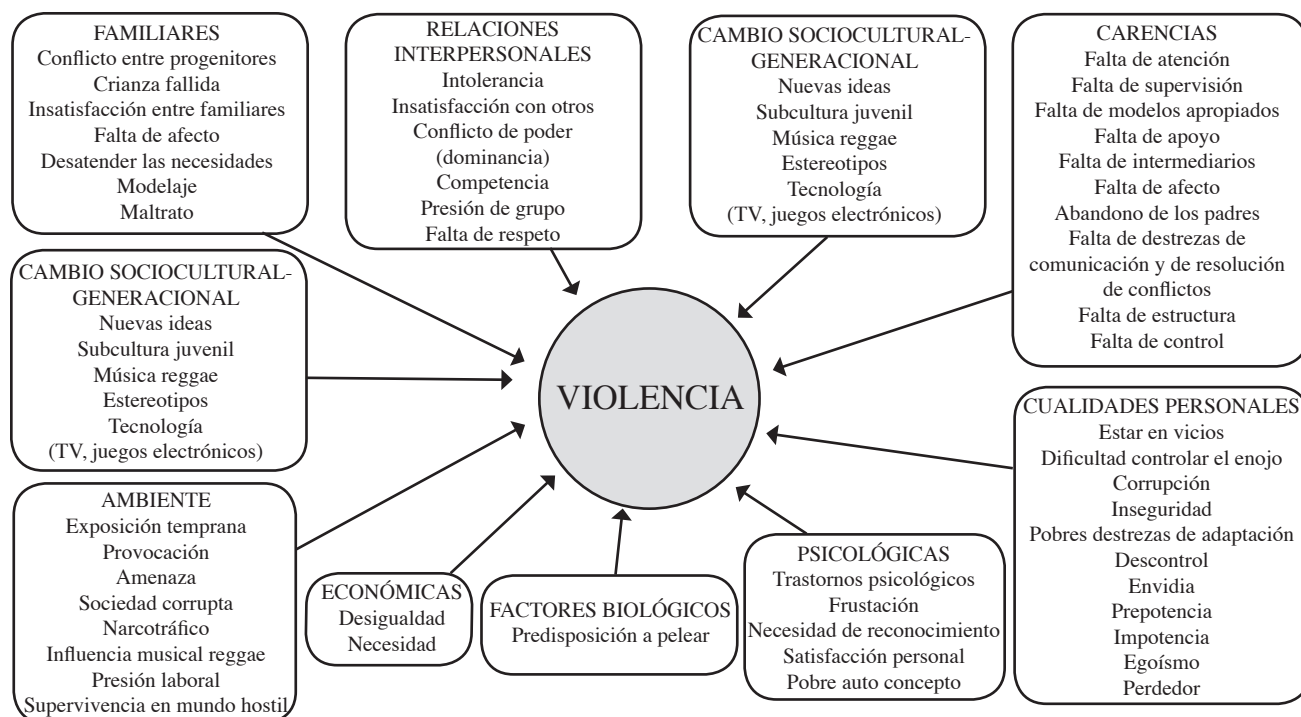 FAMILIARES
Conflicto entre progenitores
Crianza fallida
Insatisfacción entre familiares
Falta de afecto
Desatender las necesidades
Modelaje
Maltrato
RELACIONES
INTERPERSONALES
Intolerancia
Insatisfacción con otros
Conflicto de poder
(dominancia)
Competencia
Presión de grupo
Falta de respeto
CAMBIO SOCIOCULTURAL-
GENERACIONAL
Nuevas ideas
Subcultura juvenil
Música reggae
Estereotipos
Tecnología
(TV, juegos electrónicos)
CARENCIAS
Falta de atención
Falta de supervisión
Falta de modelos apropiados
Falta de apoyo
Falta de intermediarios
Falta de afecto
Abandono de los padres
Falta de destrezas de
comunicación y de resolución
de conflictos
Falta de estructura
Falta de control
CAMBIO SOCIOCULTURAL-
GENERACIONAL
Nuevas ideas
Subcultura juvenil
Música reggae
Estereotipos
Tecnología
(TV, juegos electrónicos)
VIOLENCIA
CUALIDADES PERSONALES
Estar en vicios
Dificultad controlar el enojo
Corrupción
Inseguridad
Pobres destrezas de adaptación
Descontrol
Envidia
Prepotencia
Impotencia
Egoísmo
Perdedor
AMBIENTE
Exposición temprana
Provocación
Amenaza
Sociedad corrupta
Narcotráfico
Influencia musical reggae
Presión laboral
Supervivencia en mundo hostil
ECONÓMICAS
Desigualdad
Necesidad
FACTORES BIOLÓGICOS
Predisposición a pelear
PSICOLÓGICAS
Trastornos psicológicos
Frustación
Necesidad de reconocimiento
Satisfacción personal
Pobre auto concepto